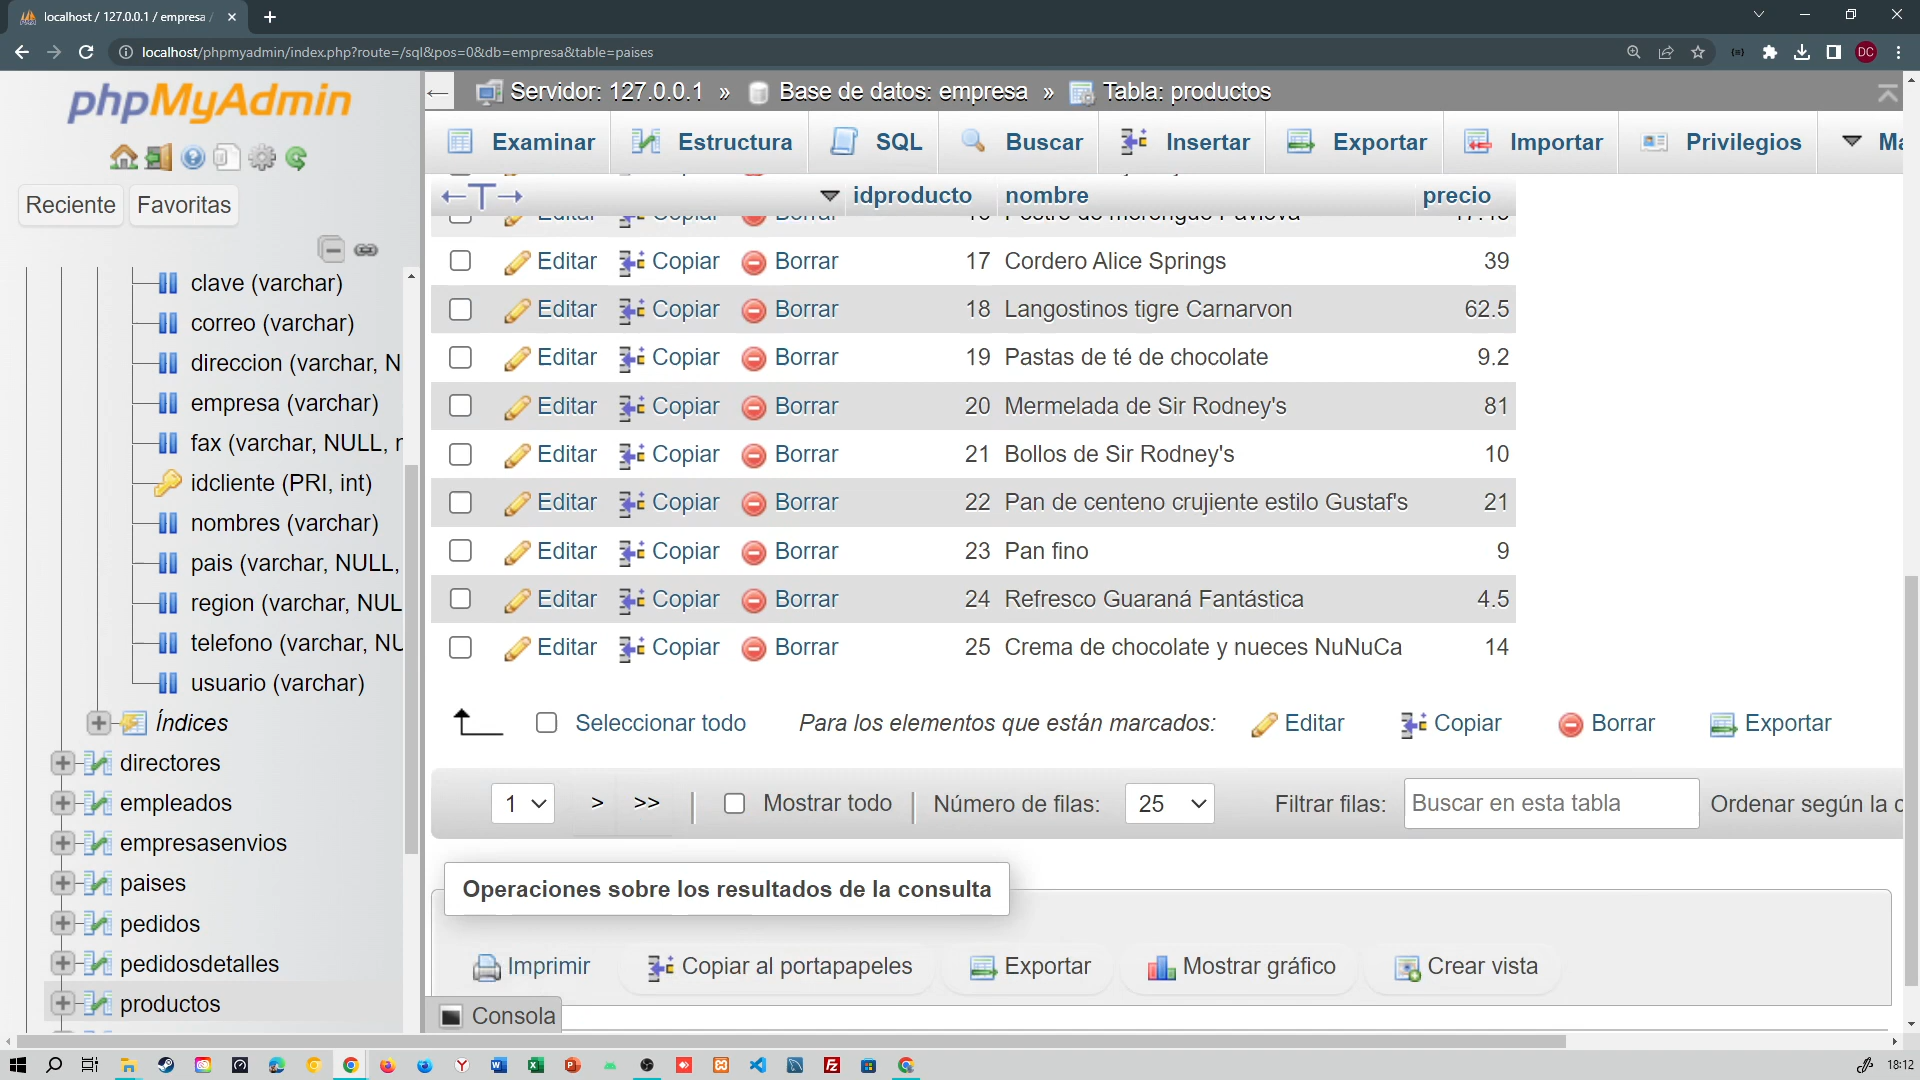 localhost / 127.0.0.1 / empresa /
localhost/phpmyadmin/index.php?route=/sql&pos=0&db=empresa&table=paises
DC
phpMyAdmin
Reciente
Favoritas
clave (varchar)
correo (varchar)
direccion (varchar, N
empresa (varchar)
fax (varchar, NULL, r
idcliente (PRI, int)
nombres (varchar)
pais (varchar, NULL,
region (varchar, NUL
telefono (varchar, NU
usuario (varchar)
Índices
directores
empleados
empresasenvios
paises
pedidos
pedidosdetalles
productos
Servidor: 127.0.0.1 » Base de datos: empresa » Tabla: productos
Examinar Estructura SQL Buscar Insertar Exportar Importar Privilegios Ma
idproducto nombre precio
Editar Copiar Borrar 17 Cordero Alice Springs 39
Editar Copiar Borrar 18 Langostinos tigre Carnarvon 62.5
Editar Copiar Borrar 19 Pastas de té de chocolate 9.2
Editar Copiar Borrar 20 Mermelada de Sir Rodney's 81
Editar Copiar Borrar 21 Bollos de Sir Rodney's 10
Editar Copiar Borrar 22 Pan de centeno crujiente estilo Gustaf's 21
Editar Copiar Borrar 23 Pan fino 9
Editar Copiar Borrar 24 Refresco Guaraná Fantástica 4.5
Editar Copiar Borrar 25 Crema de chocolate y nueces NuNuCa 14
Seleccionar todo Para los elementos que están marcados: Editar Copiar Borrar Exportar
1 > >> | Mostrar todo | Número de filas: 25 Filtrar filas: Buscar en esta tabla Ordenar según la c
Operaciones sobre los resultados de la consulta
Imprimir Copiar al portapapeles Exportar Mostrar gráfico Crear vista
Consola
18:12